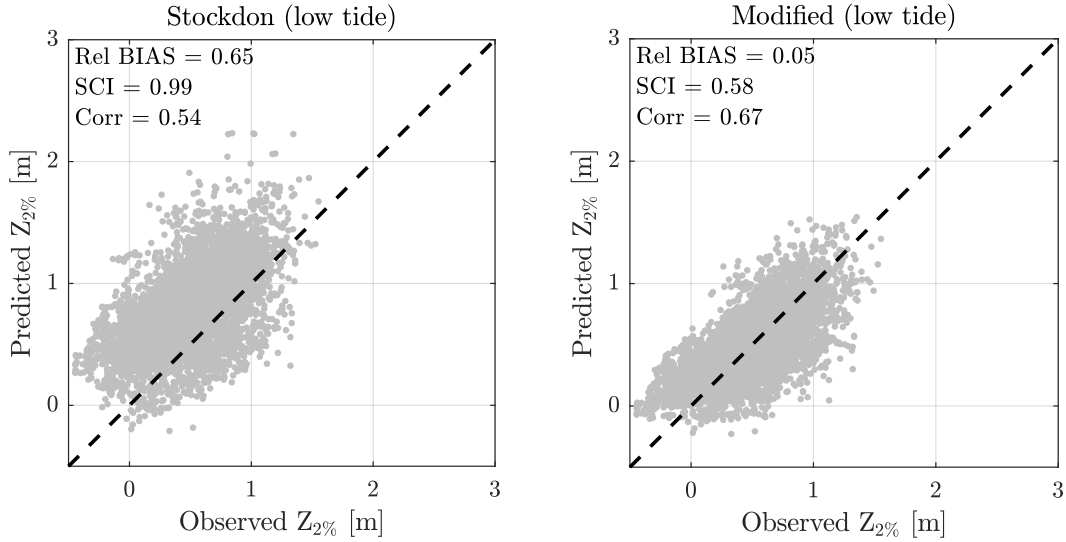 Stockdon (low tide)
Rel BIAS = 0.65
SCI = 0.99
Corr = 0.54
3
2
1
0
0 1 2 3
Predicted Z2% [m]
Observed Z2% [m]
Modified (low tide)
Rel BIAS = 0.05
SCI = 0.58
Corr = 0.67
3
2
1
0
0 1 2 3
Predicted Z2% [m]
Observed Z2% [m]